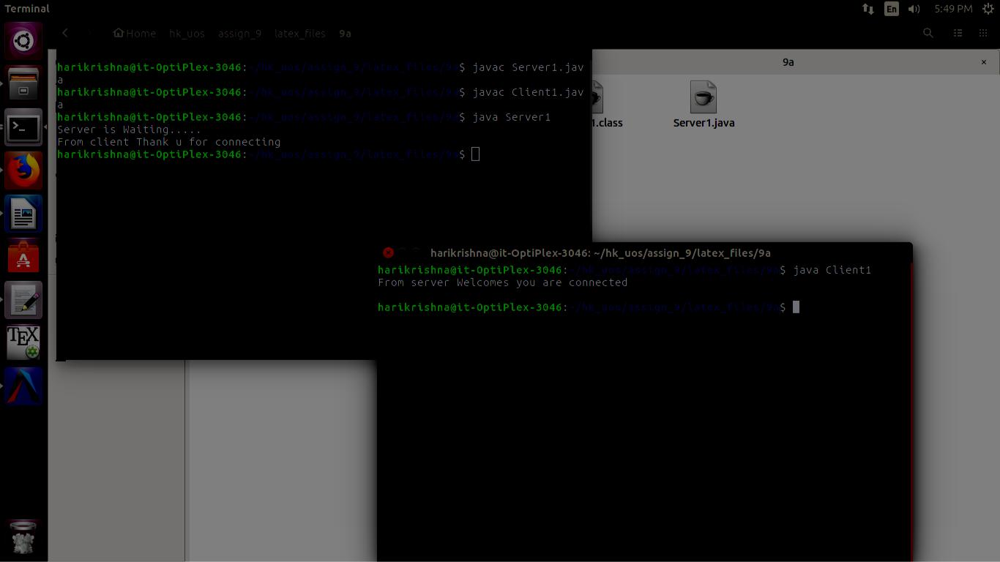 Terminal
En
5:49 PM
Home hk_uos assign_9 latex_files 9a
9a
harikrishna@it-OptiPlex-3046:~/hk_uos/assign_9/latex_files/9a$ javac Server1.jav
a
harikrishna@it-OptiPlex-3046:~/hk_uos/assign_9/latex_files/9a$ javac Client1.jav
a
harikrishna@it-OptiPlex-3046:~/hk_uos/assign_9/latex_files/9a$ java Server1
Server is Waiting.....
From client Thank u for connecting
harikrishna@it-OptiPlex-3046:~/hk_uos/assign_9/latex_files/9a$
1.class
Server1.java
harikrishna@it-OptiPlex-3046: ~/hk_uos/assign_9/latex_files/9a
harikrishna@it-OptiPlex-3046:~/hk_uos/assign_9/latex_files/9a$ java Client1
From server Welcomes you are connected
harikrishna@it-OptiPlex-3046:~/hk_uos/assign_9/latex_files/9a$
TEX